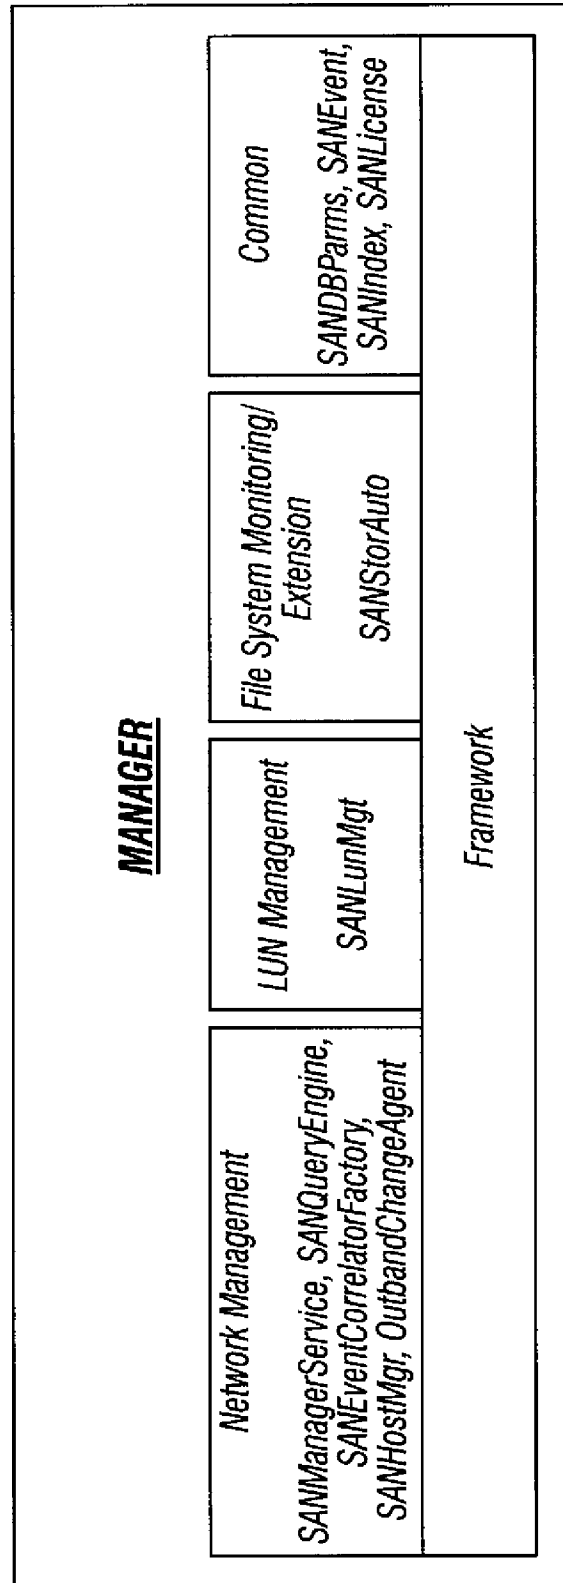 MANAGER
Network Management
SANManagerService, SANQueryEngine,
SANEventCorrelatorFactory,
SANHostMgr, OutbandChangeAgent
LUN Management
SANLunMgt
File System Monitoring/
Extension
SANStorAuto
Common
SANDBParms, SANEvent,
SANIndex, SANLicense
Framework